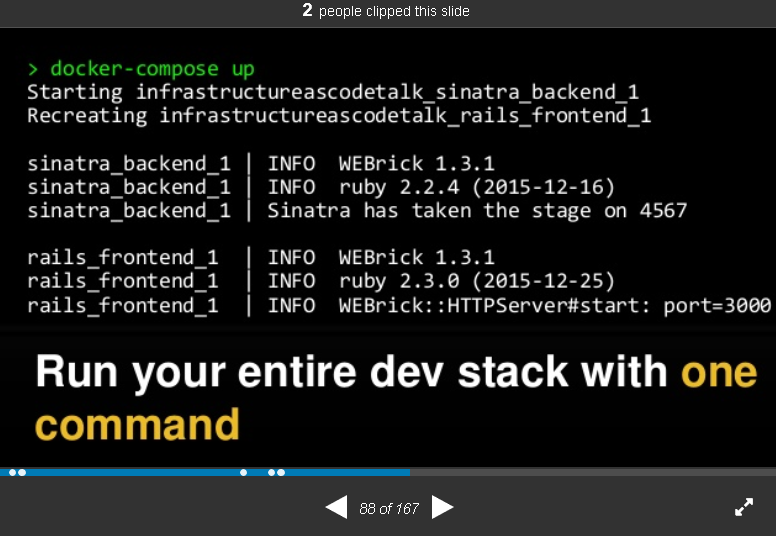 2 people clipped this slide
> docker-compose up
Starting infrastructureascodetalk_sinatra_backend_1
Recreating infrastructureascodetalk_rails_frontend_1
sinatra_backend_1 | INFO  WEBrick 1.3.1
sinatra_backend_1 | INFO  ruby 2.2.4 (2015-12-16)
sinatra_backend_1 | Sinatra has taken the stage on 4567
rails_frontend_1  | INFO  WEBrick 1.3.1
rails_frontend_1  | INFO  ruby 2.3.0 (2015-12-25)
rails_frontend_1  | INFO  WEBrick::HTTPServer#start: port=3000
Run your entire dev stack with one
command
88 of 167